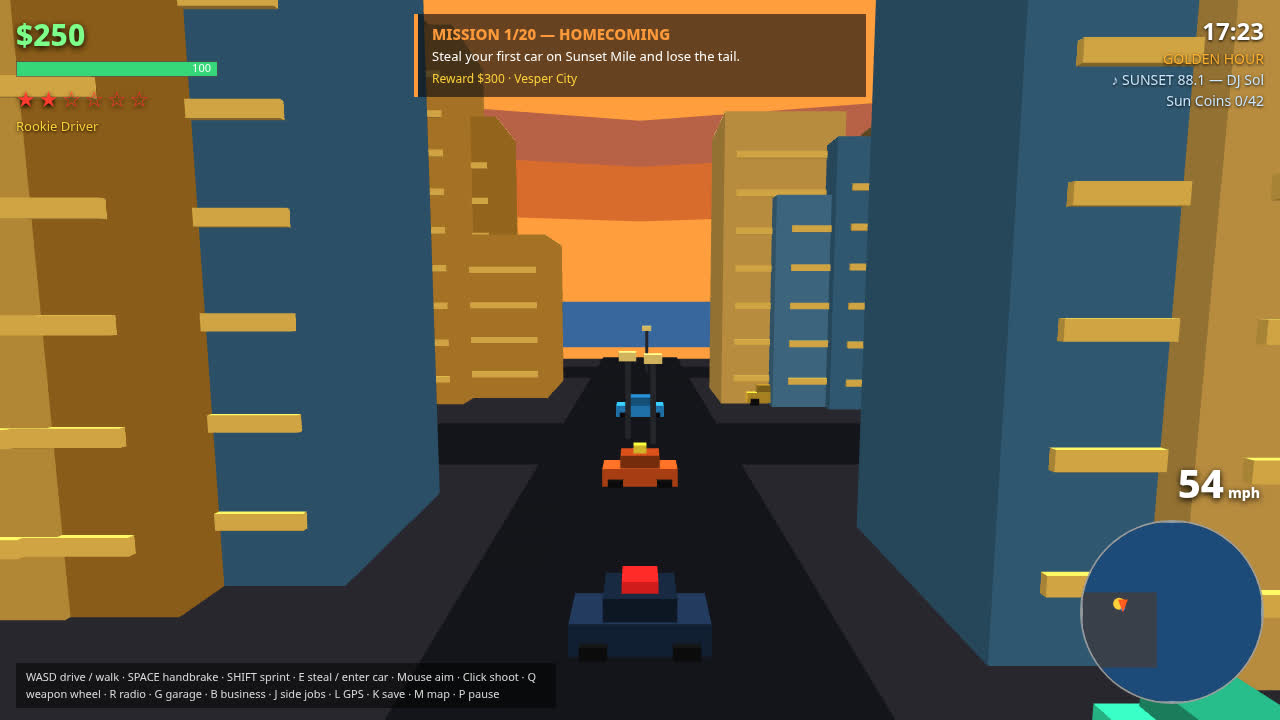 $250
100
★★☆☆☆☆
Rookie Driver
MISSION 1/20 — HOMECOMING
Steal your first car on Sunset Mile and lose the tail.
Reward $300 · Vesper City
17:23
GOLDEN HOUR
♪ SUNSET 88.1 — DJ Sol
Sun Coins 0/42
54 mph
WASD drive / walk · SPACE handbrake · SHIFT sprint · E steal / enter car · Mouse aim · Click shoot · Q
weapon wheel · R radio · G garage · B business · J side jobs · L GPS · K save · M map · P pause